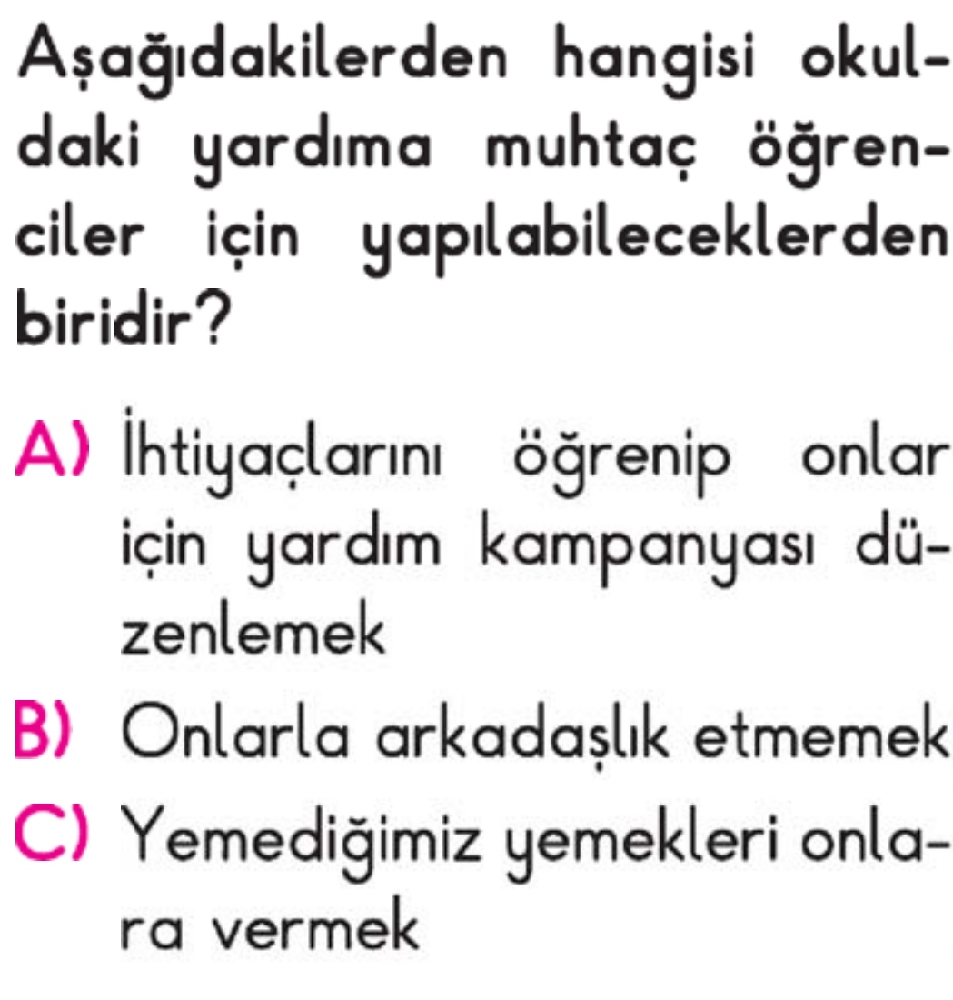 Aşağıdakilerden hangisi okul-
daki yardıma muhtaç öğren-
ciler için yapılabileceklerden
biridir?
A) İhtiyaçlarını öğrenip onlar
için yardım kampanyası dü-
zenlemek
B) Onlarla arkadaşlık etmemek
C) Yemediğimiz yemekleri onla-
ra vermek